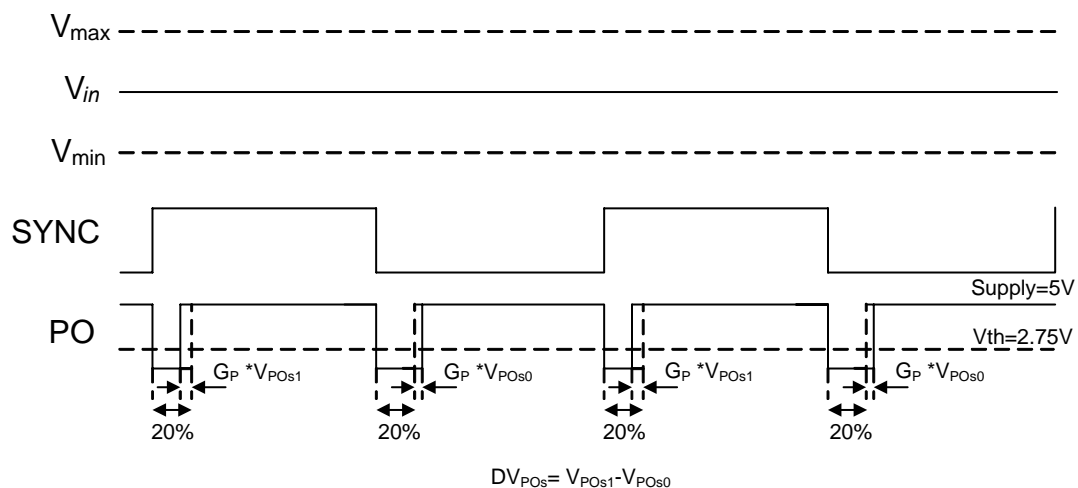 Vmax
Vin
Vmin
SYNC
Supply=5V
PO
Vth=2.75V
GP *VPOs1
GP *VPOs0
GP *VPOs1
GP *VPOs0
20%
20%
20%
20%
DVPOs= VPOs1-VPOs0